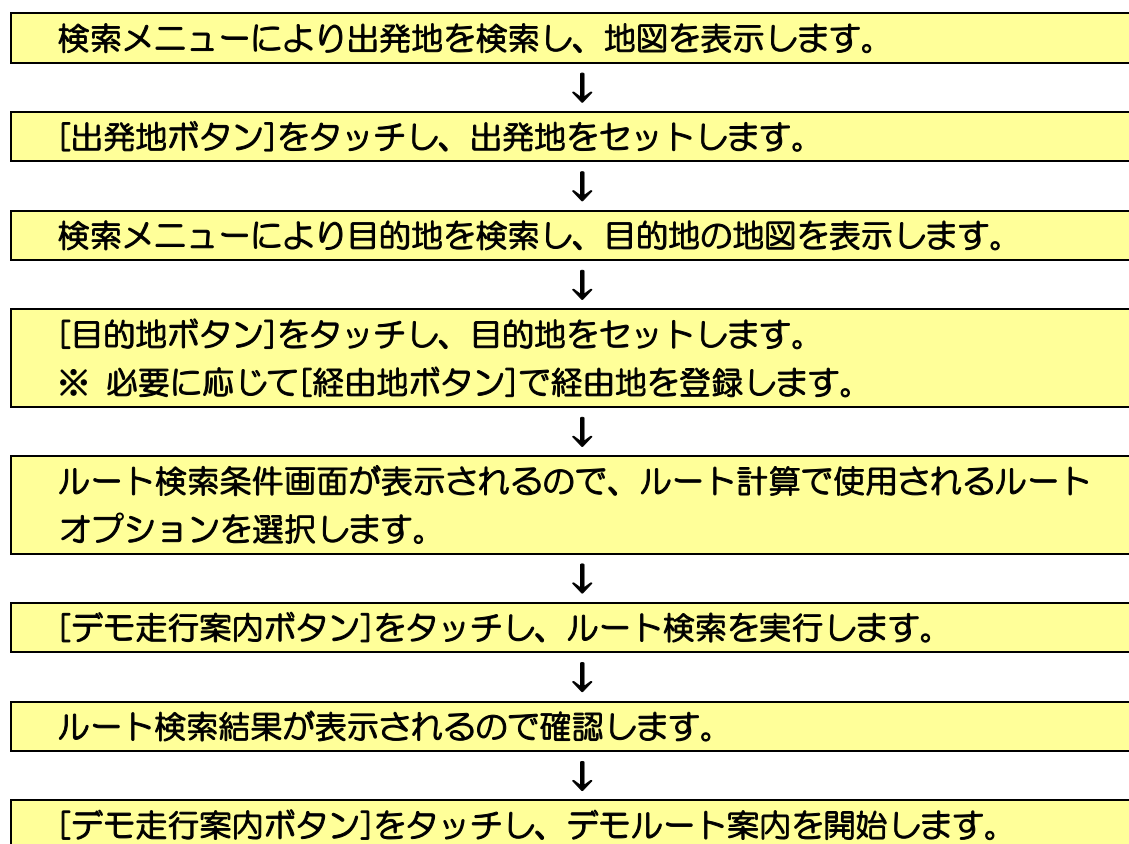 検索メニューにより出発地を検索し、地図を表示します。
↓
[出発地ボタン]をタッチし、出発地をセットします。
↓
検索メニューにより目的地を検索し、目的地の地図を表示します。
↓
[目的地ボタン]をタッチし、目的地をセットします。
※ 必要に応じて[経由地ボタン]で経由地を登録します。
↓
ルート検索条件画面が表示されるので、ルート計算で使用されるルート
オプションを選択します。
↓
[デモ走行案内ボタン]をタッチし、ルート検索を実行します。
↓
ルート検索結果が表示されるので確認します。
↓
[デモ走行案内ボタン]をタッチし、デモルート案内を開始します。